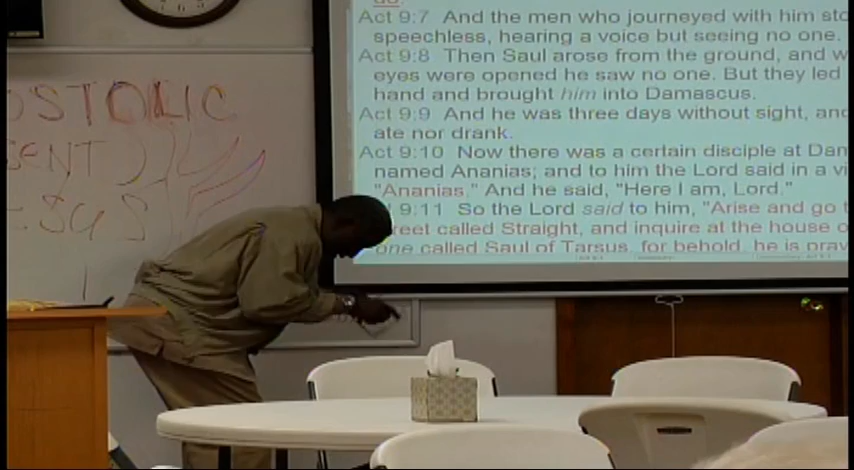 OSTOLIC
ENT
ESUS
do."
Act 9:7 And the men who journeyed with him sto
speechless, hearing a voice but seeing no one.
Act 9:8 Then Saul arose from the ground, and w
eyes were opened he saw no one. But they led
hand and brought him into Damascus.
Act 9:9 And he was three days without sight, and
ate nor drank.
Act 9:10 Now there was a certain disciple at Dam
named Ananias; and to him the Lord said in a vi
"Ananias." And he said, "Here I am, Lord."
9:11 So the Lord said to him, "Arise and go t
reet called Straight, and inquire at the house o
one called Saul of Tarsus, for behold, he is pray